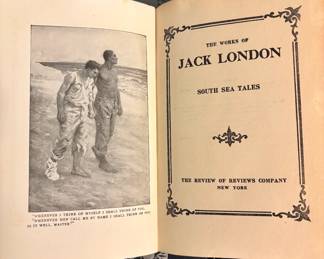 "WHENEVER I THINK OF MYSELF I SHALL THINK OF YOU.
"WHENEVER MEN CALL ME BY NAME I SHALL THINK OF YOU
IS IT WELL, MASTER?"
THE WORKS OF
JACK LONDON
SOUTH SEA TALES
THE REVIEW OF REVIEWS COMPANY
NEW YORK